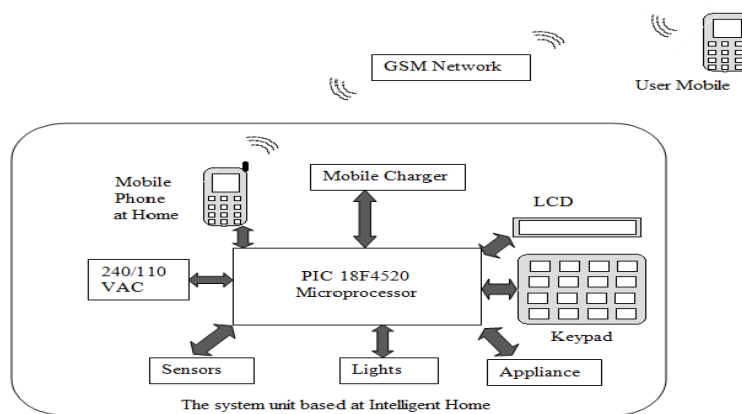 GSM Network
User Mobile
Mobile
Phone
at Home
Mobile Charger
LCD
240/110
VAC
PIC 18F4520
Microprocessor
Keypad
Sensors
Lights
Appliance
The system unit based at Intelligent Home